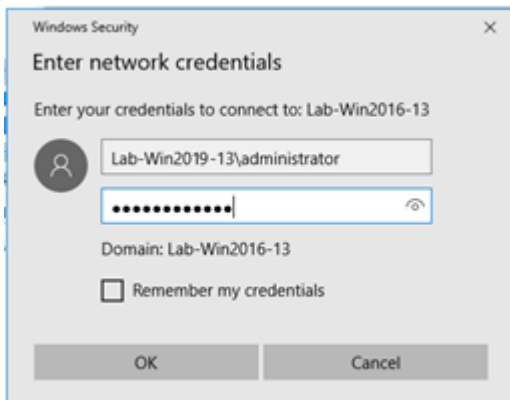 Windows Security
Enter network credentials
Enter your credentials to connect to: Lab-Win2016-13
Lab-Win2019-13\administrator
••••••••••••
Domain: Lab-Win2016-13
Remember my credentials
OK
Cancel